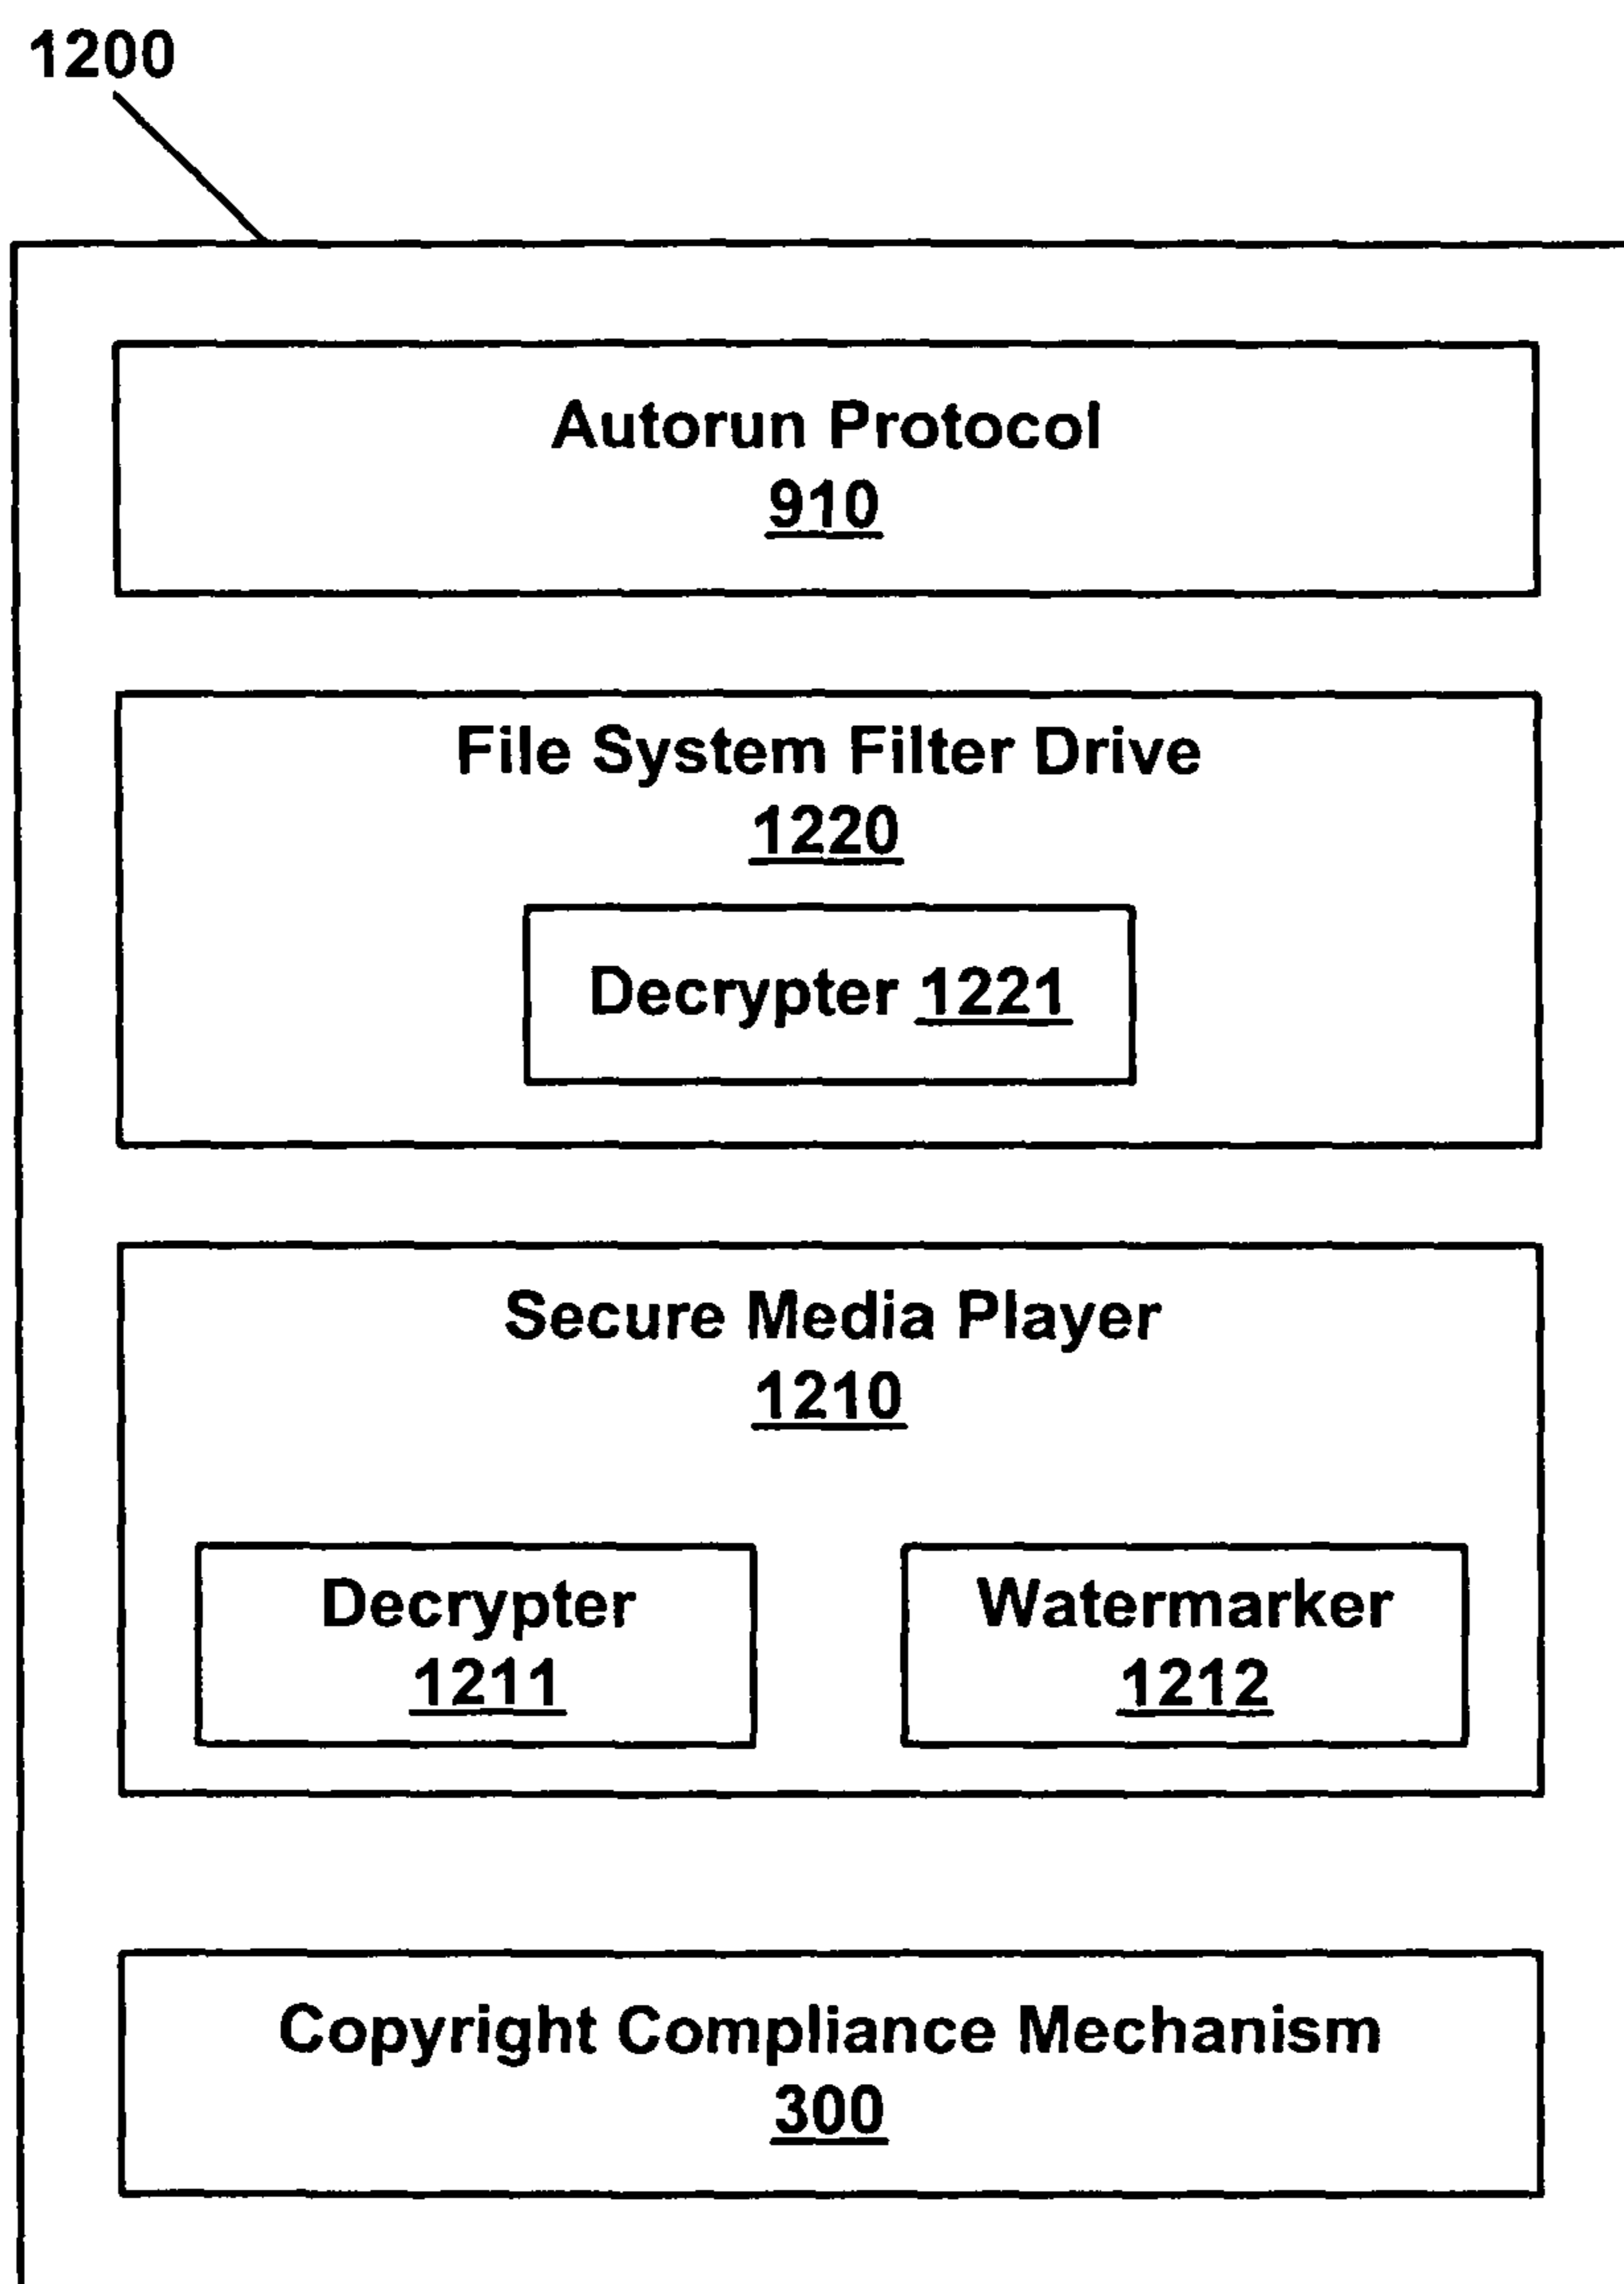 1200
Autorun Protocol
910
File System Filter Drive
1220
Decrypter 1221
Secure Media Player
1210
Decrypter
1211
Watermarker
1212
Copyright Compliance Mechanism
300